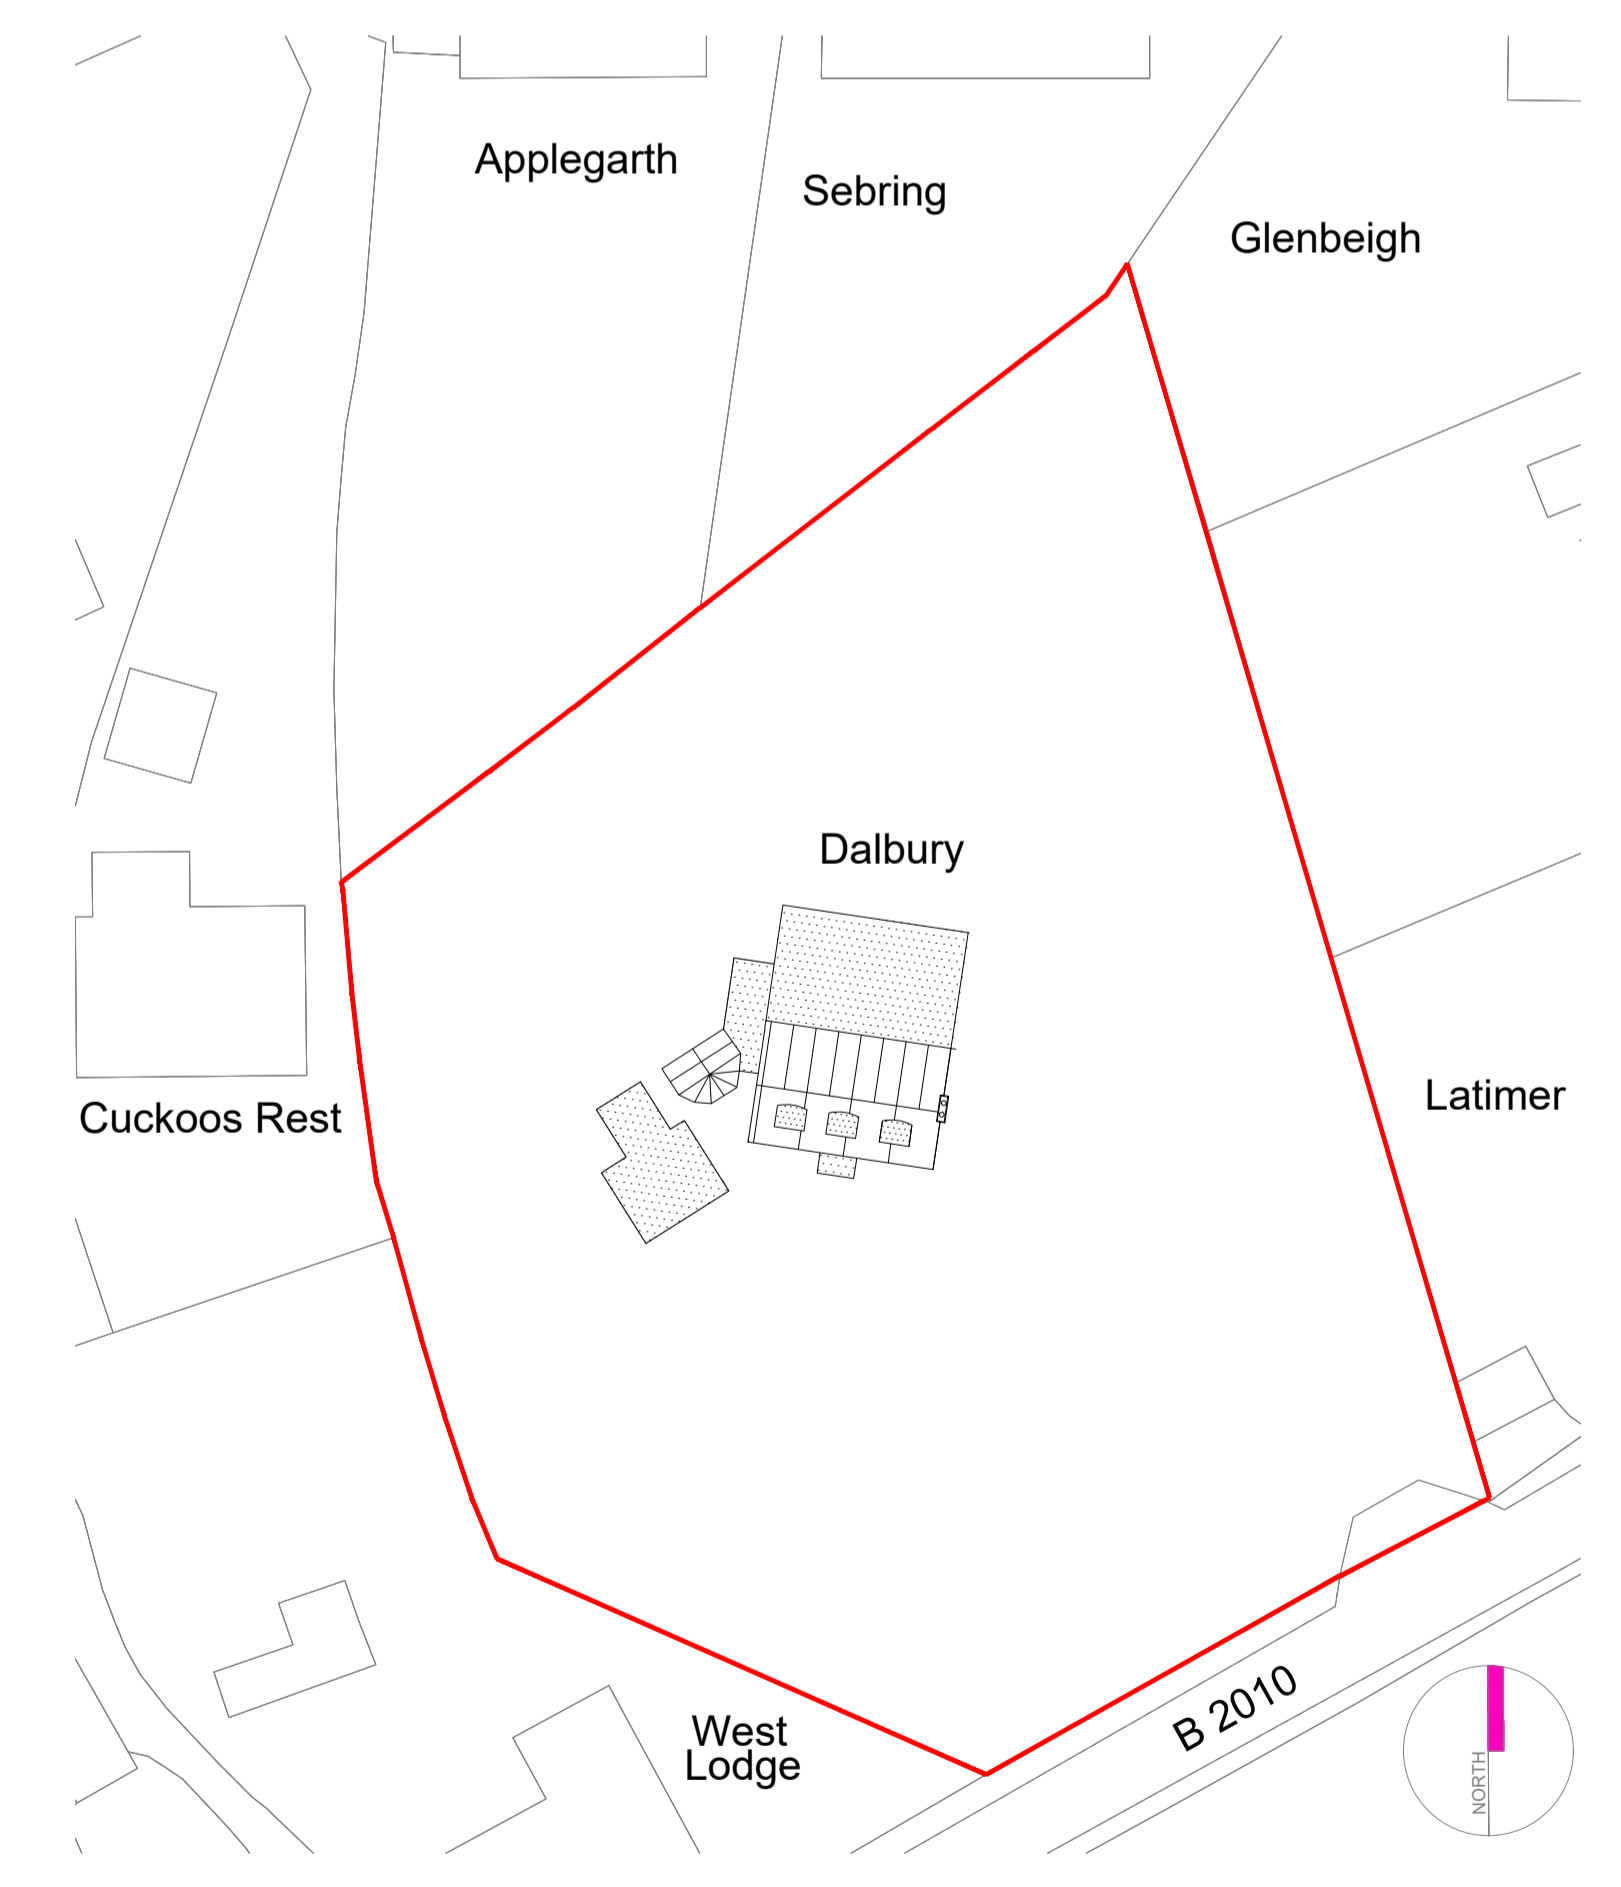 Applegarth
Sebring
Glenbeigh
Dalbury
Cuckoos Rest
Latimer
West
Lodge
B 2010
NORTH